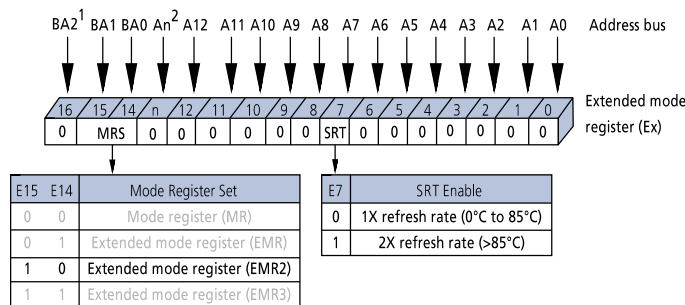 BA2¹ BA1 BA0 An² A12 A11 A10 A9 A8 A7 A6 A5 A4 A3 A2 A1 A0 Address bus
16 15 14 n 12 11 10 9 8 7 6 5 4 3 2 1 0 Extended mode
0 MRS 0 0 0 0 0 0 SRT 0 0 0 0 0 0 0 register (Ex)
E15 E14 Mode Register Set
0 0 Mode register (MR)
0 1 Extended mode register (EMR)
1 0 Extended mode register (EMR2)
1 1 Extended mode register (EMR3)
E7 SRT Enable
0 1X refresh rate (0°C to 85°C)
1 2X refresh rate (>85°C)